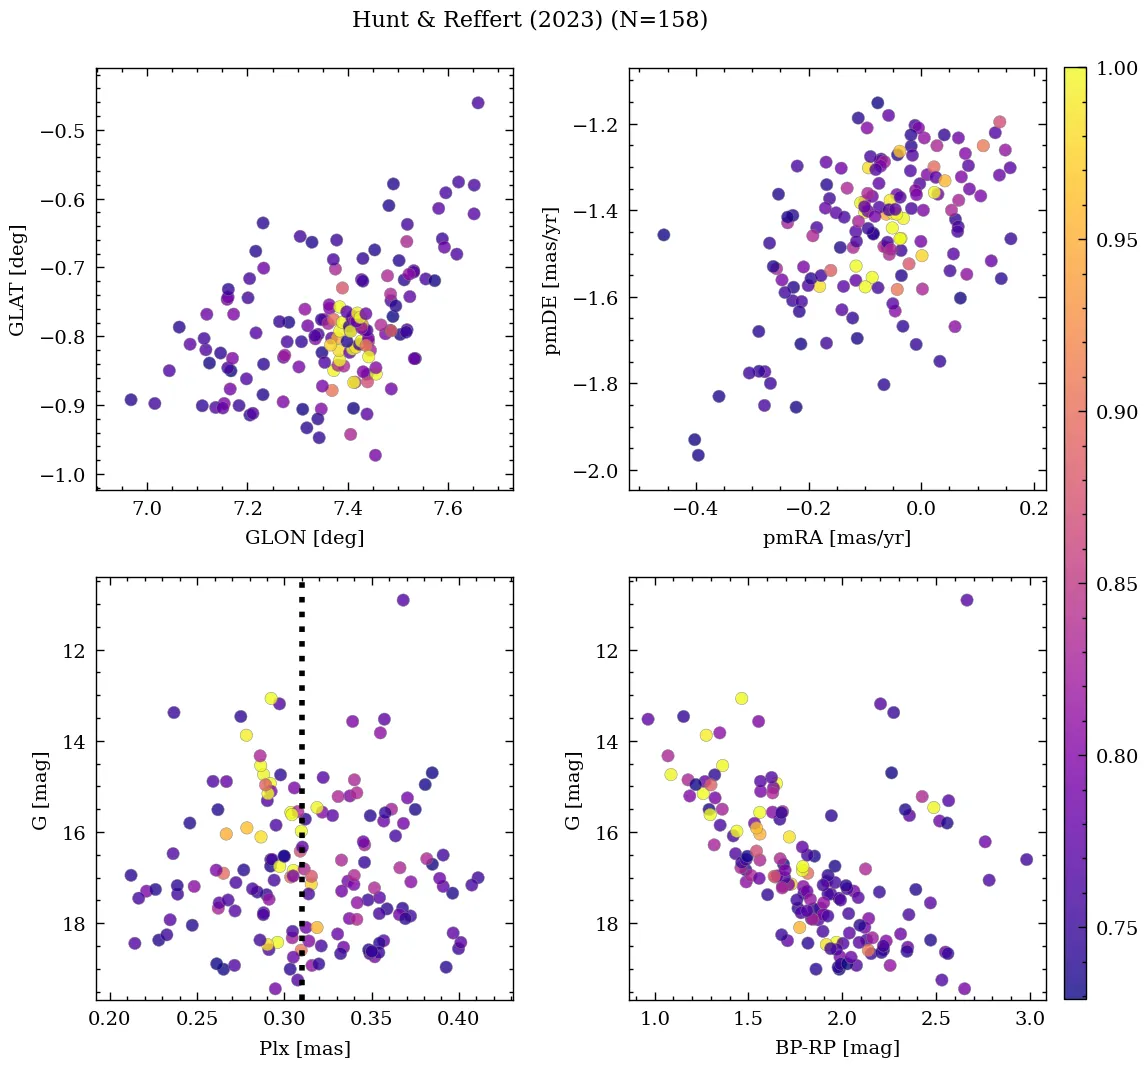 Hunt & Reffert (2023) (N=158)
−0.5
−0.6
−0.7
−0.8
−0.9
−1.0
GLAT [deg]
7.0 7.2 7.4 7.6
GLON [deg]
−1.2
−1.4
−1.6
−1.8
−2.0
pmDE [mas/yr]
−0.4 −0.2 0.0 0.2
pmRA [mas/yr]
1.00
0.95
0.90
0.85
0.80
0.75
12
14
16
18
G [mag]
0.20 0.25 0.30 0.35 0.40
Plx [mas]
12
14
16
18
G [mag]
1.0 1.5 2.0 2.5 3.0
BP-RP [mag]